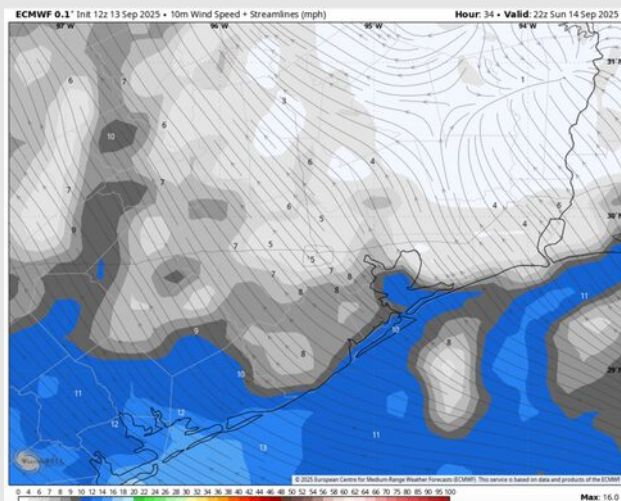 ECMWF 0.1° Init 12z 13 Sep 2025 • 10m Wind Speed + Streamlines (mph) Hour: 34 • Valid: 22z Sun 14 Sep 2025
97°W 96°W 95°W 94°W
31°N
1
6 7
3
10 6
6 4
7 7
6 5 4 6
9 4
30°N
7 5
5
7 7 8
8 8
11
9 10
8
8
29°N
10
11
12 12
11
13
© 2025 European Centre for Medium-Range Weather Forecasts (ECMWF). This service is based on data and products of the ECMWF
0 2 4 6 7 8 9 10 12 14 16 18 20 22 24 26 28 30 32 34 36 38 40 42 44 46 48 50 52 54 56 58 60 62 64 66 70 75 80 85 90 95 100
Max: 16.0